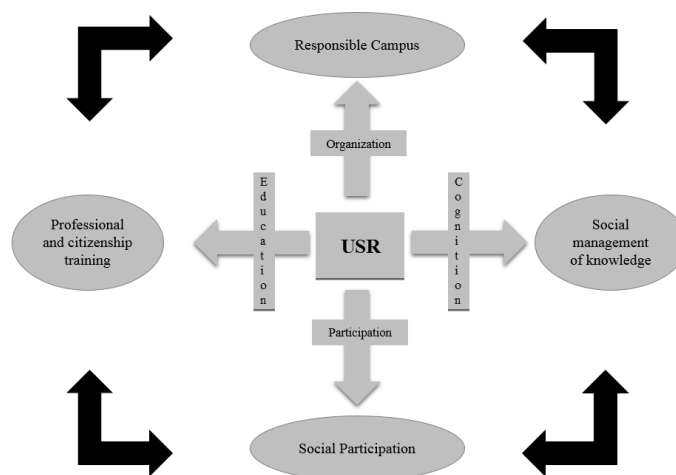 Responsible Campus
Organization
Education
Cognition
Professional
and citizenship
training
USR
Social
management
of knowledge
Participation
Social Participation